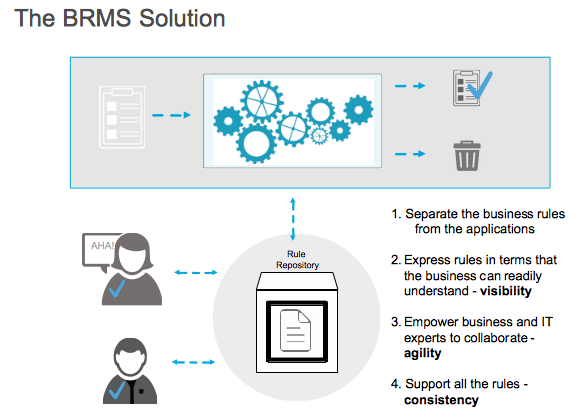 The BRMS Solution
AHA!
Rule
Repository
1. Separate the business rules
from the applications
2. Express rules in terms that
the business can readily
understand - visibility
3. Empower business and IT
experts to collaborate -
agility
4. Support all the rules -
consistency